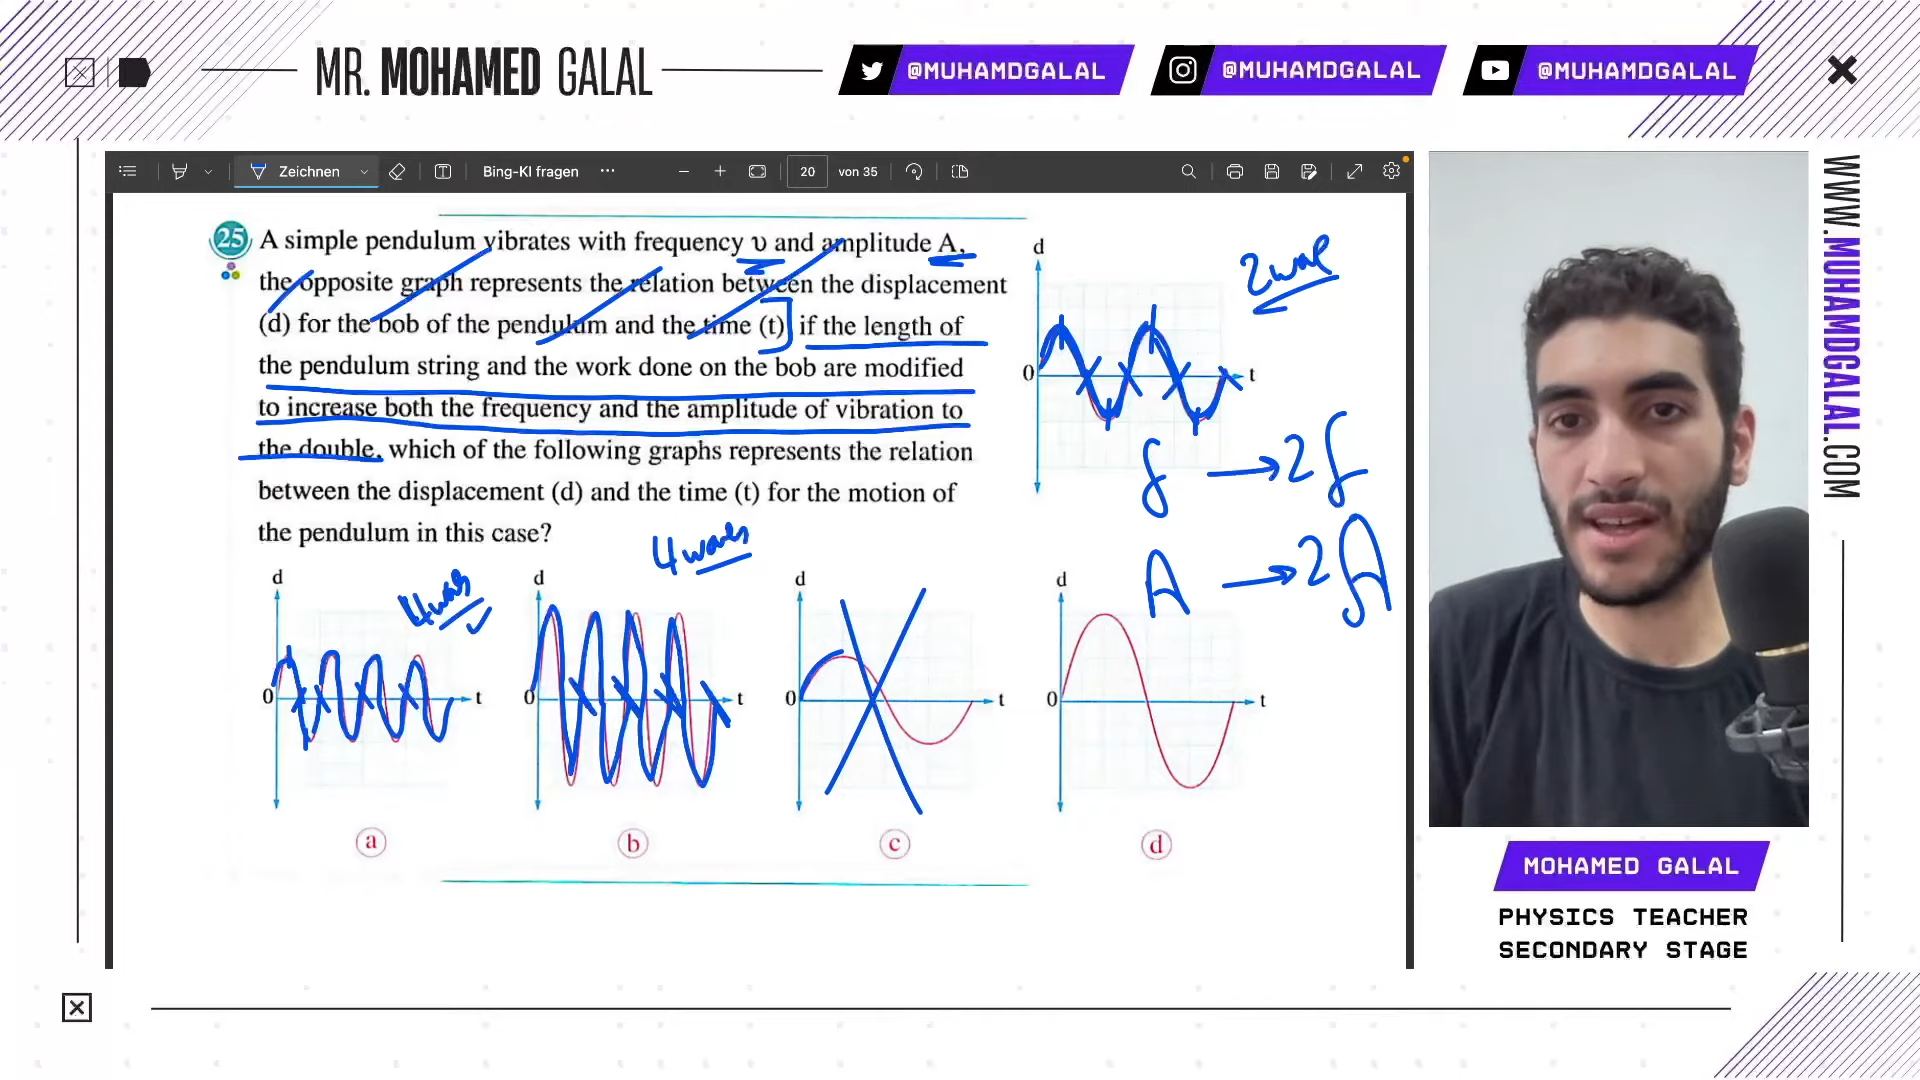 MR. MOHAMED GALAL
@MUHAMDGALAL
@MUHAMDGALAL
@MUHAMDGALAL
Zeichnen
Bing-KI fragen
20
von 35
25
A simple pendulum vibrates with frequency υ and amplitude A,
the opposite graph represents the relation between the displacement
(d) for the bob of the pendulum and the time (t) if the length of
the pendulum string and the work done on the bob are modified
to increase both the frequency and the amplitude of vibration to
the double, which of the following graphs represents the relation
between the displacement (d) and the time (t) for the motion of
the pendulum in this case?
d
0
t
f → 2f
A → 2A
4
d
0
t
a
4
d
0
t
b
d
0
t
c
d
0
t
d
WWW.MUHAMDGALAL.COM
MOHAMED GALAL
PHYSICS TEACHER
SECONDARY STAGE